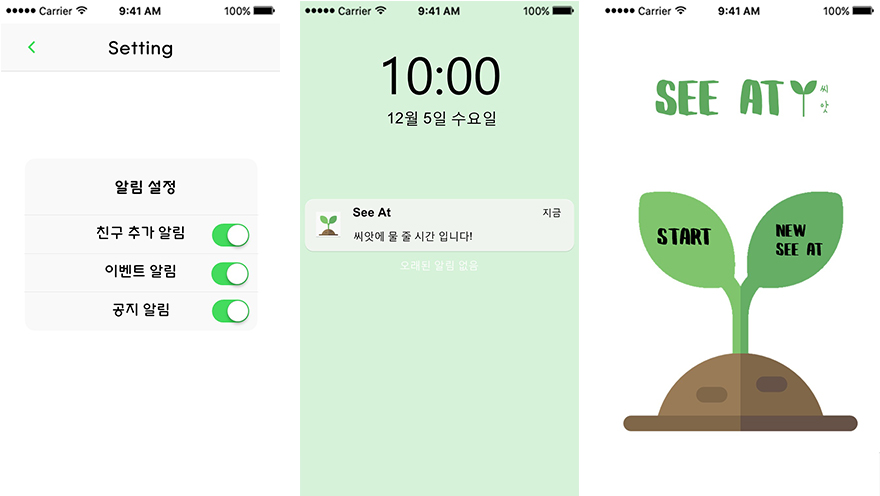 ●●●●● Carrier 9:41 AM 100%
Setting
알림 설정
친구 추가 알림
이벤트 알림
공지 알림
●●●●● Carrier 9:41 AM 100%
10:00
12월 5일 수요일
See At 지금
씨앗에 물 줄 시간 입니다!
오래된 알림 없음
●●●●● Carrier 9:41 AM 100%
SEE AT 씨앗
START
NEW
SEE AT